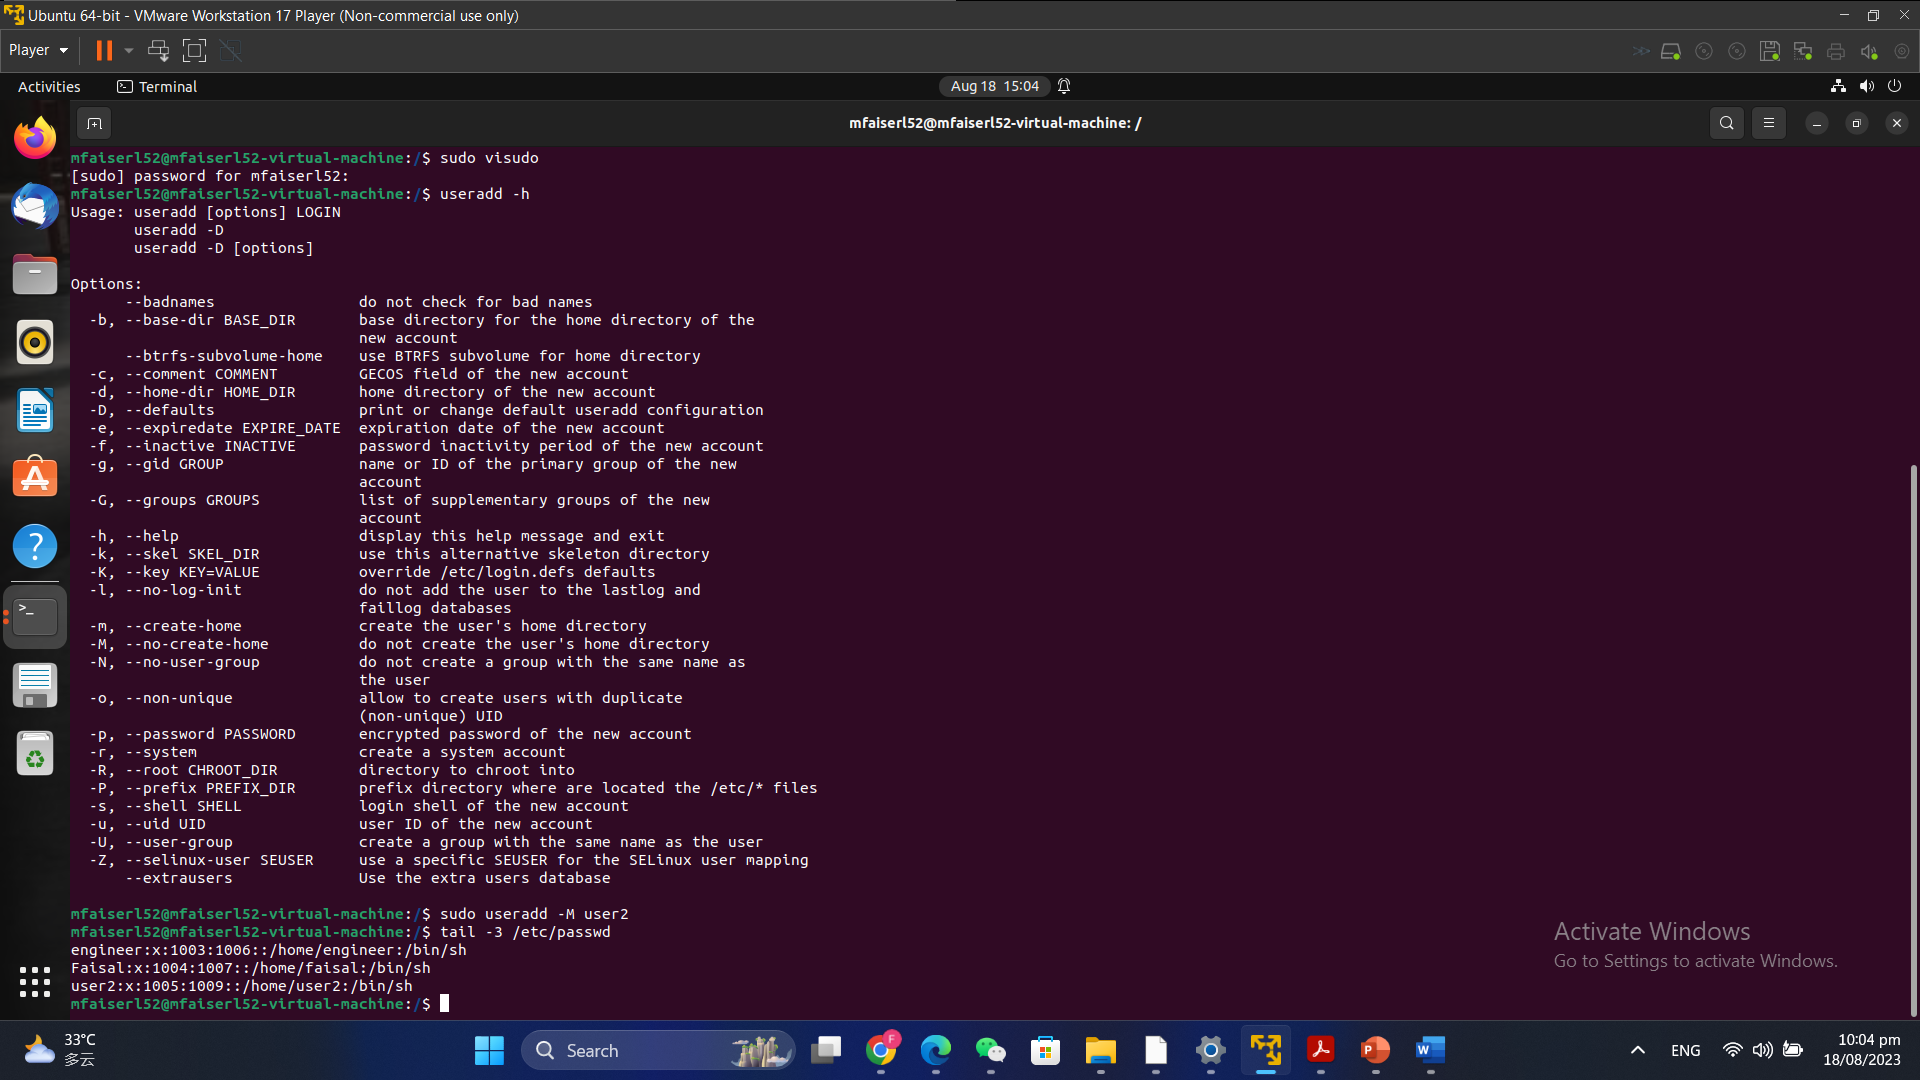 Ubuntu 64-bit - VMware Workstation 17 Player (Non-commercial use only)
Player
Activities
Terminal
Aug 18 15:04
mfaiserl52@mfaiserl52-virtual-machine: /
mfaiserl52@mfaiserl52-virtual-machine:/$ sudo visudo
[sudo] password for mfaiserl52:
mfaiserl52@mfaiserl52-virtual-machine:/$ useradd -h
Usage: useradd [options] LOGIN
       useradd -D
       useradd -D [options]

Options:
      --badnames                do not check for bad names
  -b, --base-dir BASE_DIR       base directory for the home directory of the
                                new account
      --btrfs-subvolume-home    use BTRFS subvolume for home directory
  -c, --comment COMMENT         GECOS field of the new account
  -d, --home-dir HOME_DIR       home directory of the new account
  -D, --defaults                print or change default useradd configuration
  -e, --expiredate EXPIRE_DATE  expiration date of the new account
  -f, --inactive INACTIVE       password inactivity period of the new account
  -g, --gid GROUP               name or ID of the primary group of the new
                                account
  -G, --groups GROUPS           list of supplementary groups of the new
                                account
  -h, --help                    display this help message and exit
  -k, --skel SKEL_DIR           use this alternative skeleton directory
  -K, --key KEY=VALUE           override /etc/login.defs defaults
  -l, --no-log-init             do not add the user to the lastlog and
                                faillog databases
  -m, --create-home             create the user's home directory
  -M, --no-create-home          do not create the user's home directory
  -N, --no-user-group           do not create a group with the same name as
                                the user
  -o, --non-unique              allow to create users with duplicate
                                (non-unique) UID
  -p, --password PASSWORD       encrypted password of the new account
  -r, --system                  create a system account
  -R, --root CHROOT_DIR         directory to chroot into
  -P, --prefix PREFIX_DIR       prefix directory where are located the /etc/* files
  -s, --shell SHELL             login shell of the new account
  -u, --uid UID                 user ID of the new account
  -U, --user-group              create a group with the same name as the user
  -Z, --selinux-user SEUSER     use a specific SEUSER for the SELinux user mapping
      --extrausers              Use the extra users database

mfaiserl52@mfaiserl52-virtual-machine:/$ sudo useradd -M user2
mfaiserl52@mfaiserl52-virtual-machine:/$ tail -3 /etc/passwd
engineer:x:1003:1006::/home/engineer:/bin/sh
Faisal:x:1004:1007::/home/faisal:/bin/sh
user2:x:1005:1009::/home/user2:/bin/sh
mfaiserl52@mfaiserl52-virtual-machine:/$
Activate Windows
Go to Settings to activate Windows.
33°C
多云
Search
F
ENG
10:04 pm
18/08/2023